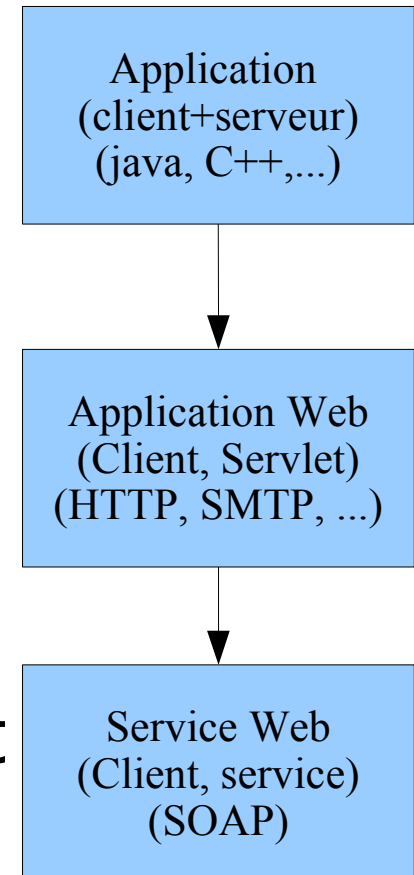 Application
(client+serveur)
(java, C++,...)
Application Web
(Client, Servlet)
(HTTP, SMTP, ...)
t
Service Web
(Client, service)
(SOAP)